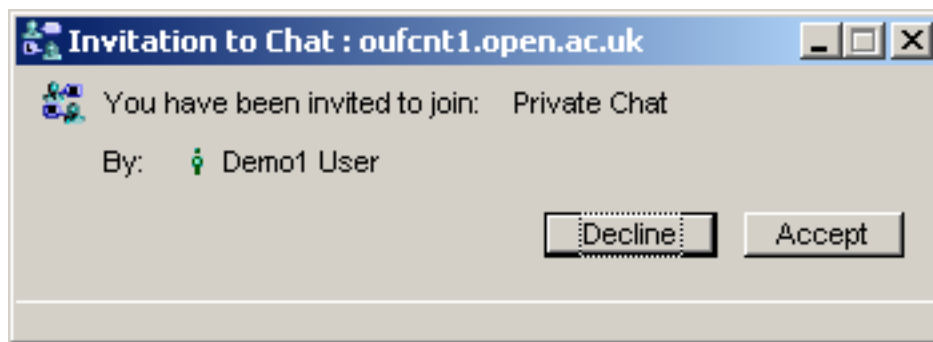 Invitation to Chat : oufcnt1.open.ac.uk
You have been invited to join: Private Chat
By: Demo1 User
Decline Accept